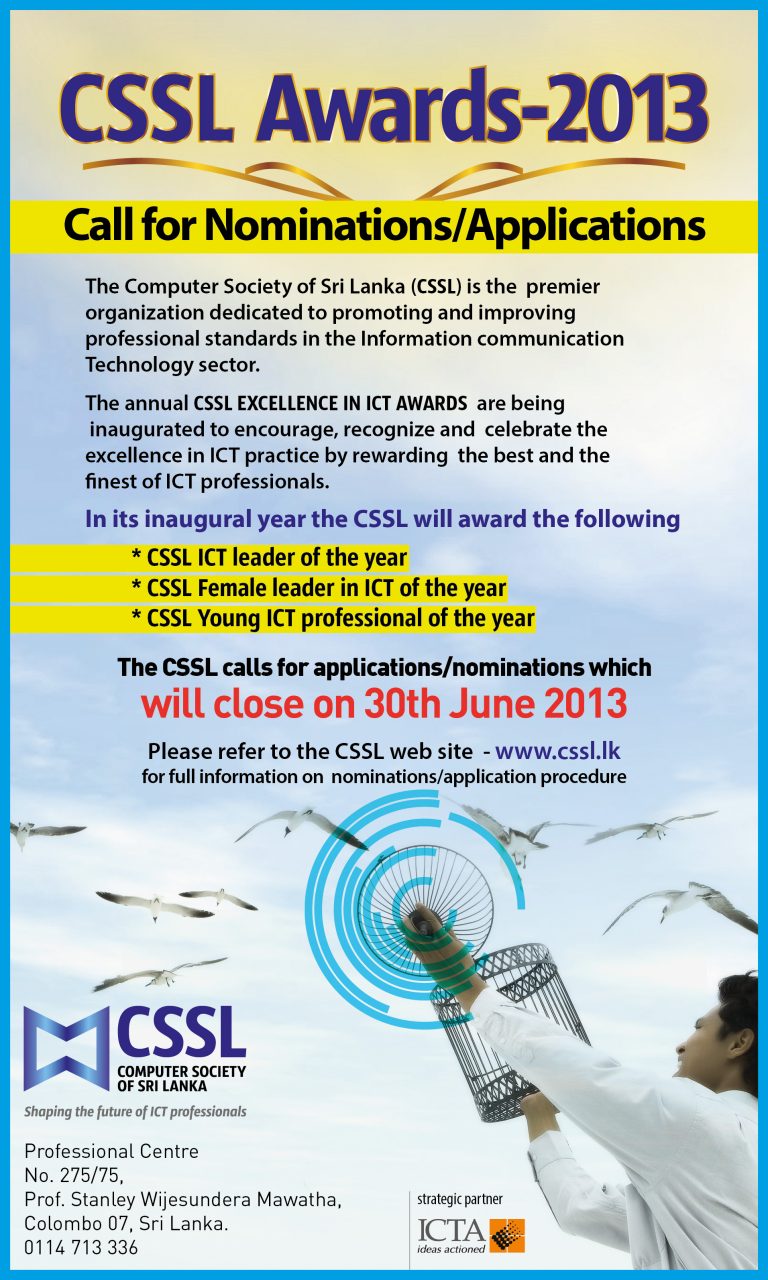 CSSL Awards-2013
Call for Nominations/Applications
The Computer Society of Sri Lanka (CSSL) is the premier
organization dedicated to promoting and improving
professional standards in the Information communication
Technology sector.
The annual CSSL EXCELLENCE IN ICT AWARDS are being
inaugurated to encourage, recognize and celebrate the
excellence in ICT practice by rewarding the best and the
finest of ICT professionals.
In its inaugural year the CSSL will award the following
* CSSL ICT leader of the year
* CSSL Female leader in ICT of the year
* CSSL Young ICT professional of the year
The CSSL calls for applications/nominations which
will close on 30th June 2013
Please refer to the CSSL web site - www.cssl.lk
for full information on nominations/application procedure
CSSL
COMPUTER SOCIETY
OF SRI LANKA
Shaping the future of ICT professionals
Professional Centre
No. 275/75,
Prof. Stanley Wijesundera Mawatha,
Colombo 07, Sri Lanka.
0114 713 336
strategic partner
ICTA
ideas actioned